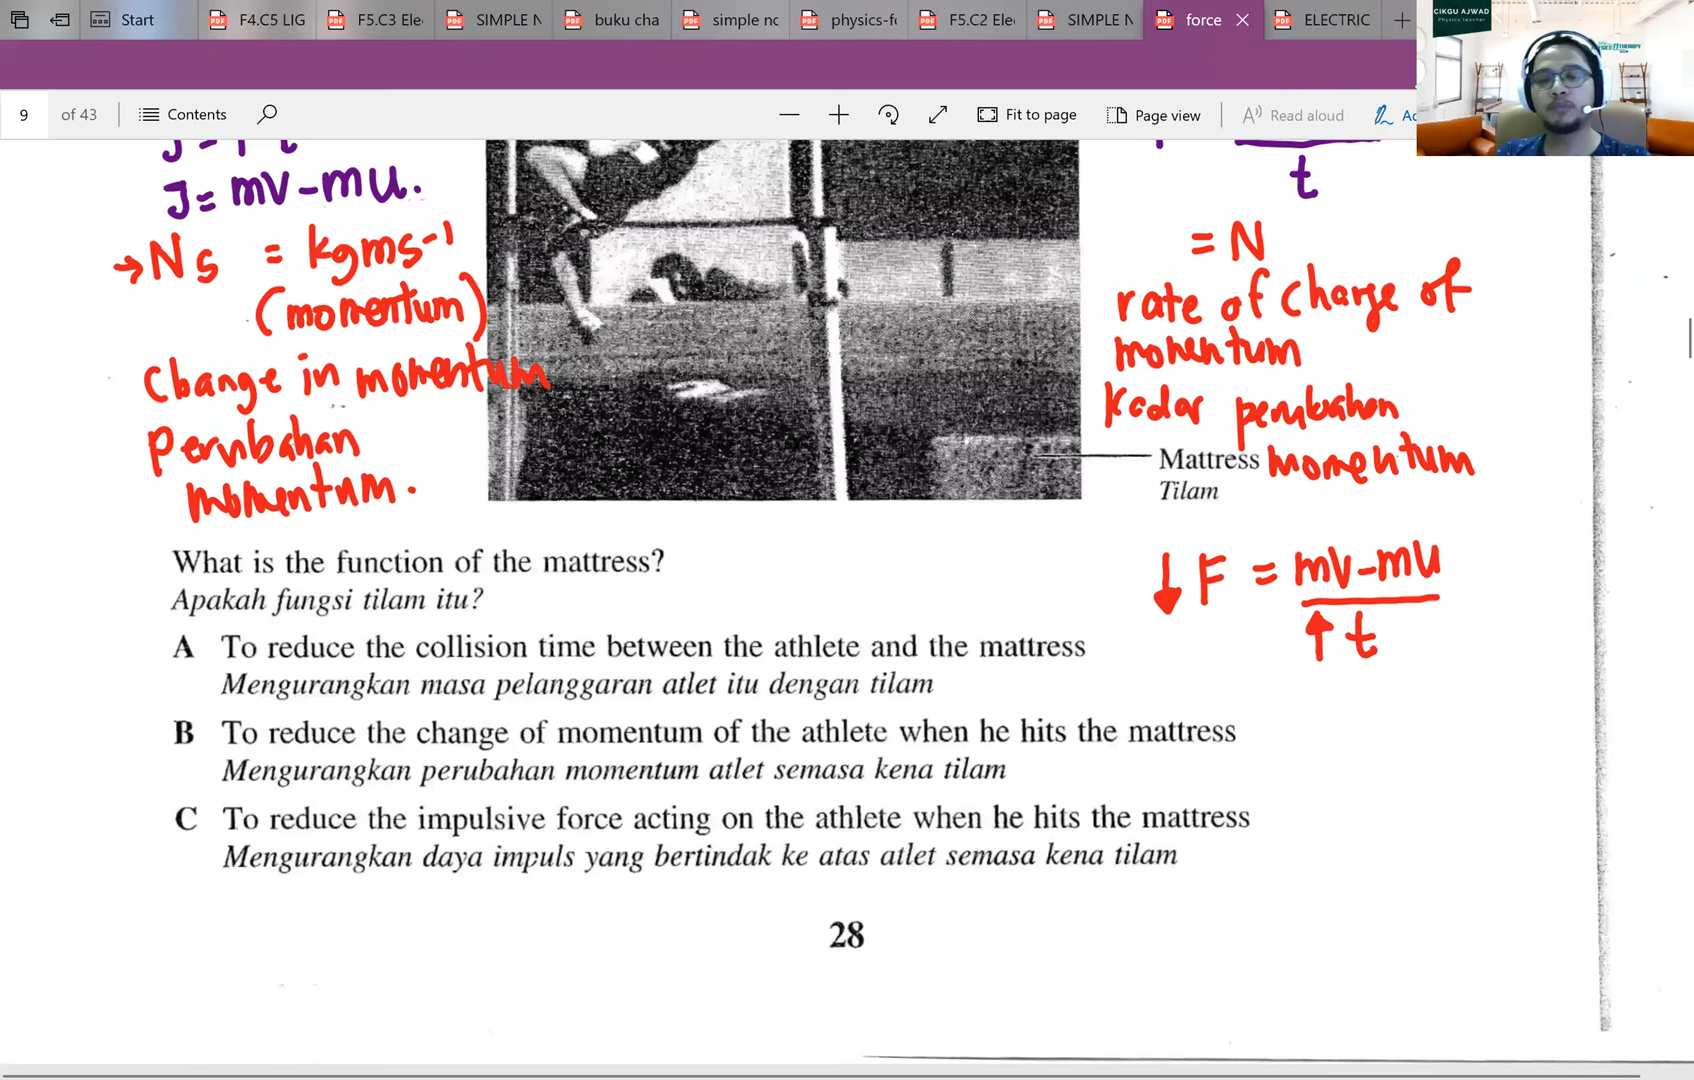 Start
F4.C5 LIG
F5.C3 Ele
SIMPLE N
buku cha
simple no
physics-f
F5.C2 Ele
SIMPLE N
force
ELECTRIC
CIKGU AJWAD
Physics teacher
9 of 43
Contents
Fit to page
Page view
Read aloud
J = mv - mu.
t
→ Ns = kgms⁻¹
(momentum)
Change in momentum
Perubahan
momentum.
= N
rate of change of
momentum
Kadar perubahan
momentum
Mattress
Tilam
↓ F = mv - mu
↑ t
What is the function of the mattress?
Apakah fungsi tilam itu?
A To reduce the collision time between the athlete and the mattress
Mengurangkan masa pelanggaran atlet itu dengan tilam
B To reduce the change of momentum of the athlete when he hits the mattress
Mengurangkan perubahan momentum atlet semasa kena tilam
C To reduce the impulsive force acting on the athlete when he hits the mattress
Mengurangkan daya impuls yang bertindak ke atas atlet semasa kena tilam
28